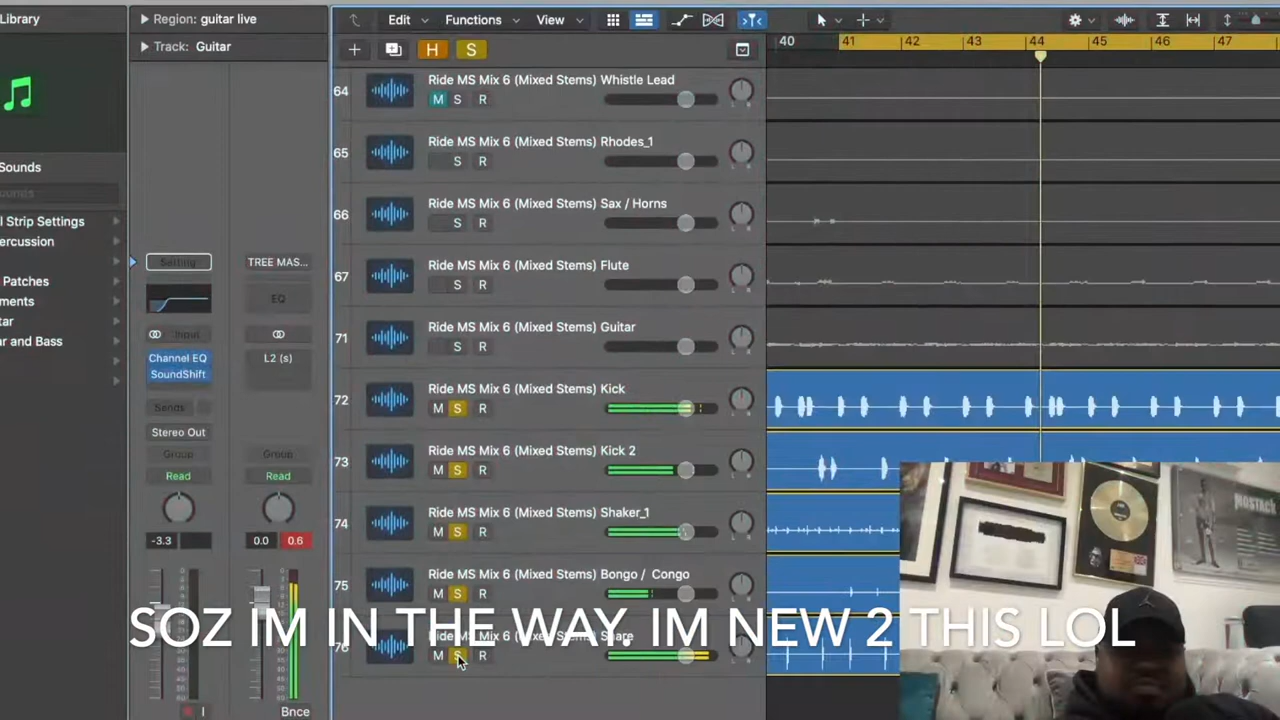 Library
Region: guitar live
Edit
Functions
View
Track: Guitar
H
S
40
41
42
43
44
45
46
47
64
Ride MS Mix 6 (Mixed Stems) Whistle Lead
M S R
65
Ride MS Mix 6 (Mixed Stems) Rhodes_1
S R
Sounds
66
Ride MS Mix 6 (Mixed Stems) Sax / Horns
S R
l Strip Settings
ercussion
Setting
TREE MAS...
67
Ride MS Mix 6 (Mixed Stems) Flute
S R
Patches
ments
EQ
tar
ar and Bass
Input
71
Ride MS Mix 6 (Mixed Stems) Guitar
S R
Channel EQ
SoundShift
L2 (s)
72
Ride MS Mix 6 (Mixed Stems) Kick
M S R
Sends
Stereo Out
Group
Group
73
Ride MS Mix 6 (Mixed Stems) Kick 2
M S R
Read
Read
74
Ride MS Mix 6 (Mixed Stems) Shaker_1
M S R
-3.3
0.0
0.6
75
Ride MS Mix 6 (Mixed Stems) Bongo / Congo
M S R
MOSTACK
SOZ IM IN THE WAY. IM NEW 2 THIS LOL
76
Ride MS Mix 6 (Mixed Stems)
M S R
I
Bnce